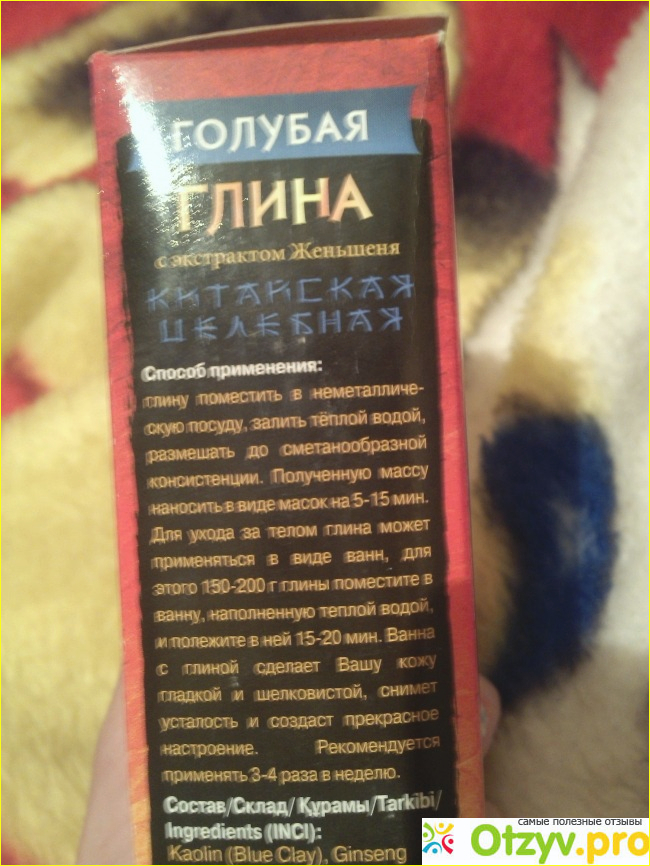 ГОЛУБАЯ
ГЛИНА
с экстрактом Женьшеня
КИТАЙСКАЯ
ЦЕЛЕБНАЯ
Способ применения:
глину поместить в неметалличе-
скую посуду, залить тёплой водой,
размешать до сметанообразной
консистенции. Полученную массу
наносить в виде масок на 5-15 мин.
Для ухода за телом глина может
применяться в виде ванн, для
этого 150-200 г глины поместите в
ванну, наполненную теплой водой,
и полежите в ней 15-20 мин. Ванна
с глиной сделает Вашу кожу
гладкой и шелковистой, снимет
усталость и создаст прекрасное
настроение. Рекомендуется
применять 3-4 раза в неделю.
Состав/Склад/ Құрамы/Tarkibi/
Ingredients (INCI):
Kaolin (Blue Clay), Ginseng
самые полезные отзывы
Otzyv.pro